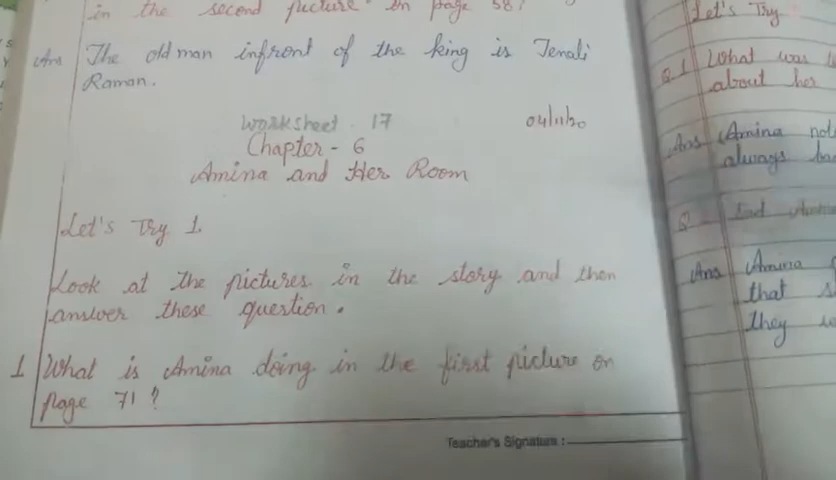 in the second picture on page 58?
Ans The old man infront of the king is Tenali
Raman.
Worksheet . 17 04/11/20
Chapter - 6
Amina and Her Room
Let's Try 1
Look at the pictures in the story and then
answer these question.
1 What is Amina doing in the first picture on
page 71?
Teacher's Signature :
Let's Try
Q.1 What was
about her
Ans Amina
always
Q
Ans Amina
that
they